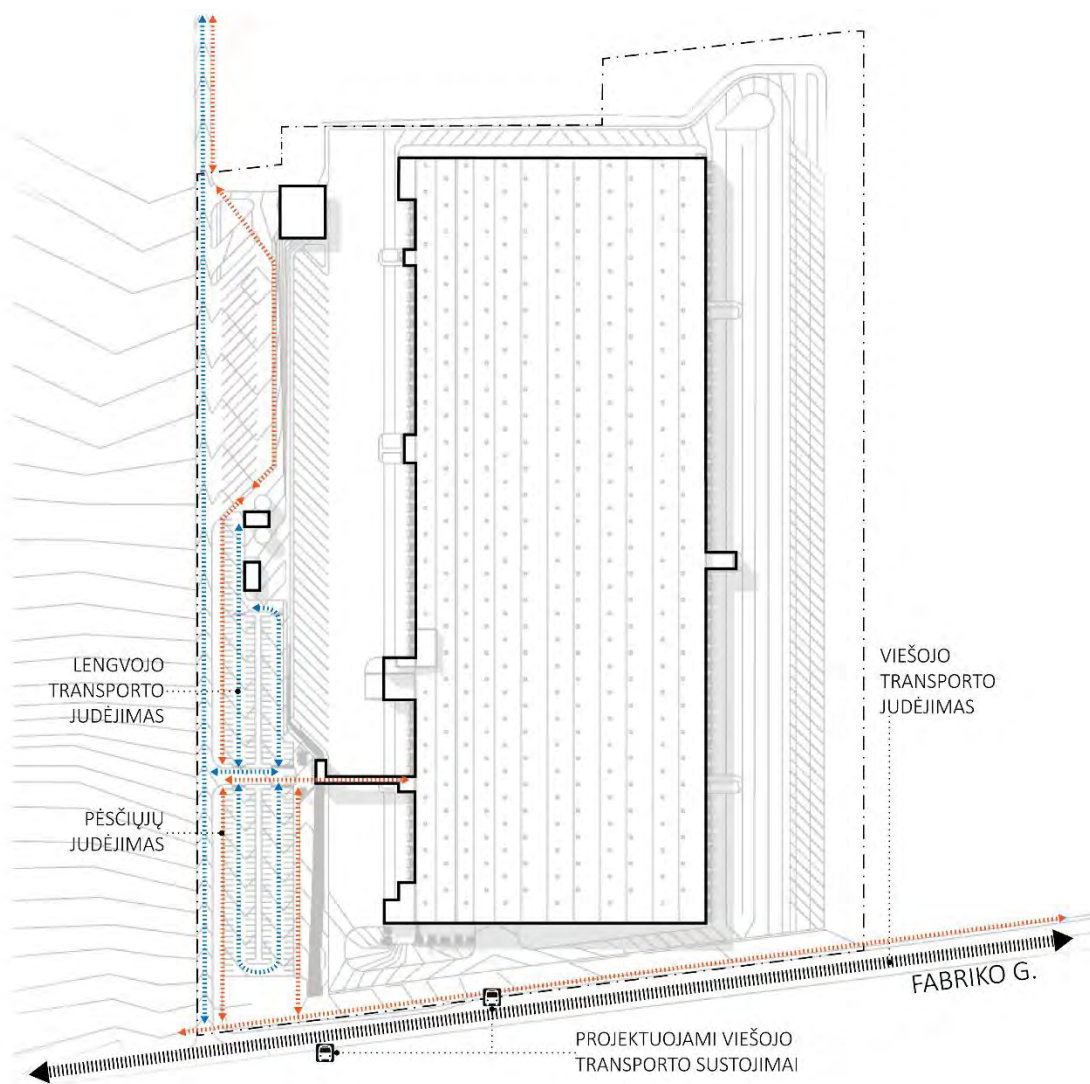 LENGVOJO
TRANSPORTO
JUDĖJIMAS
VIEŠOJO
TRANSPORTO
JUDĖJIMAS
PĖSČIŲJŲ
JUDĖJIMAS
FABRIKO G.
PROJEKTUOJAMI VIEŠOJO
TRANSPORTO SUSTOJIMAI